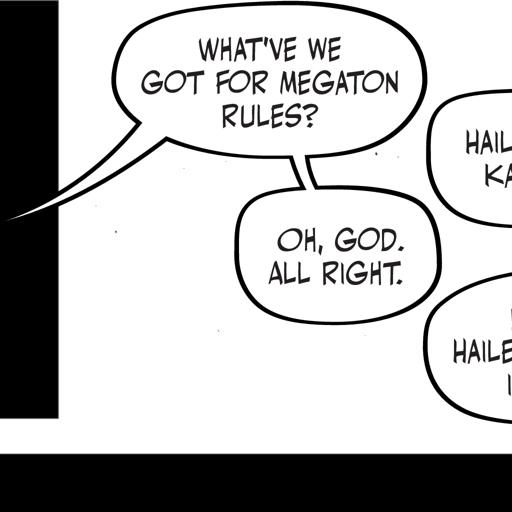 WHAT'VE WE
GOT FOR MEGATON
RULES?
OH, GOD.
ALL RIGHT.